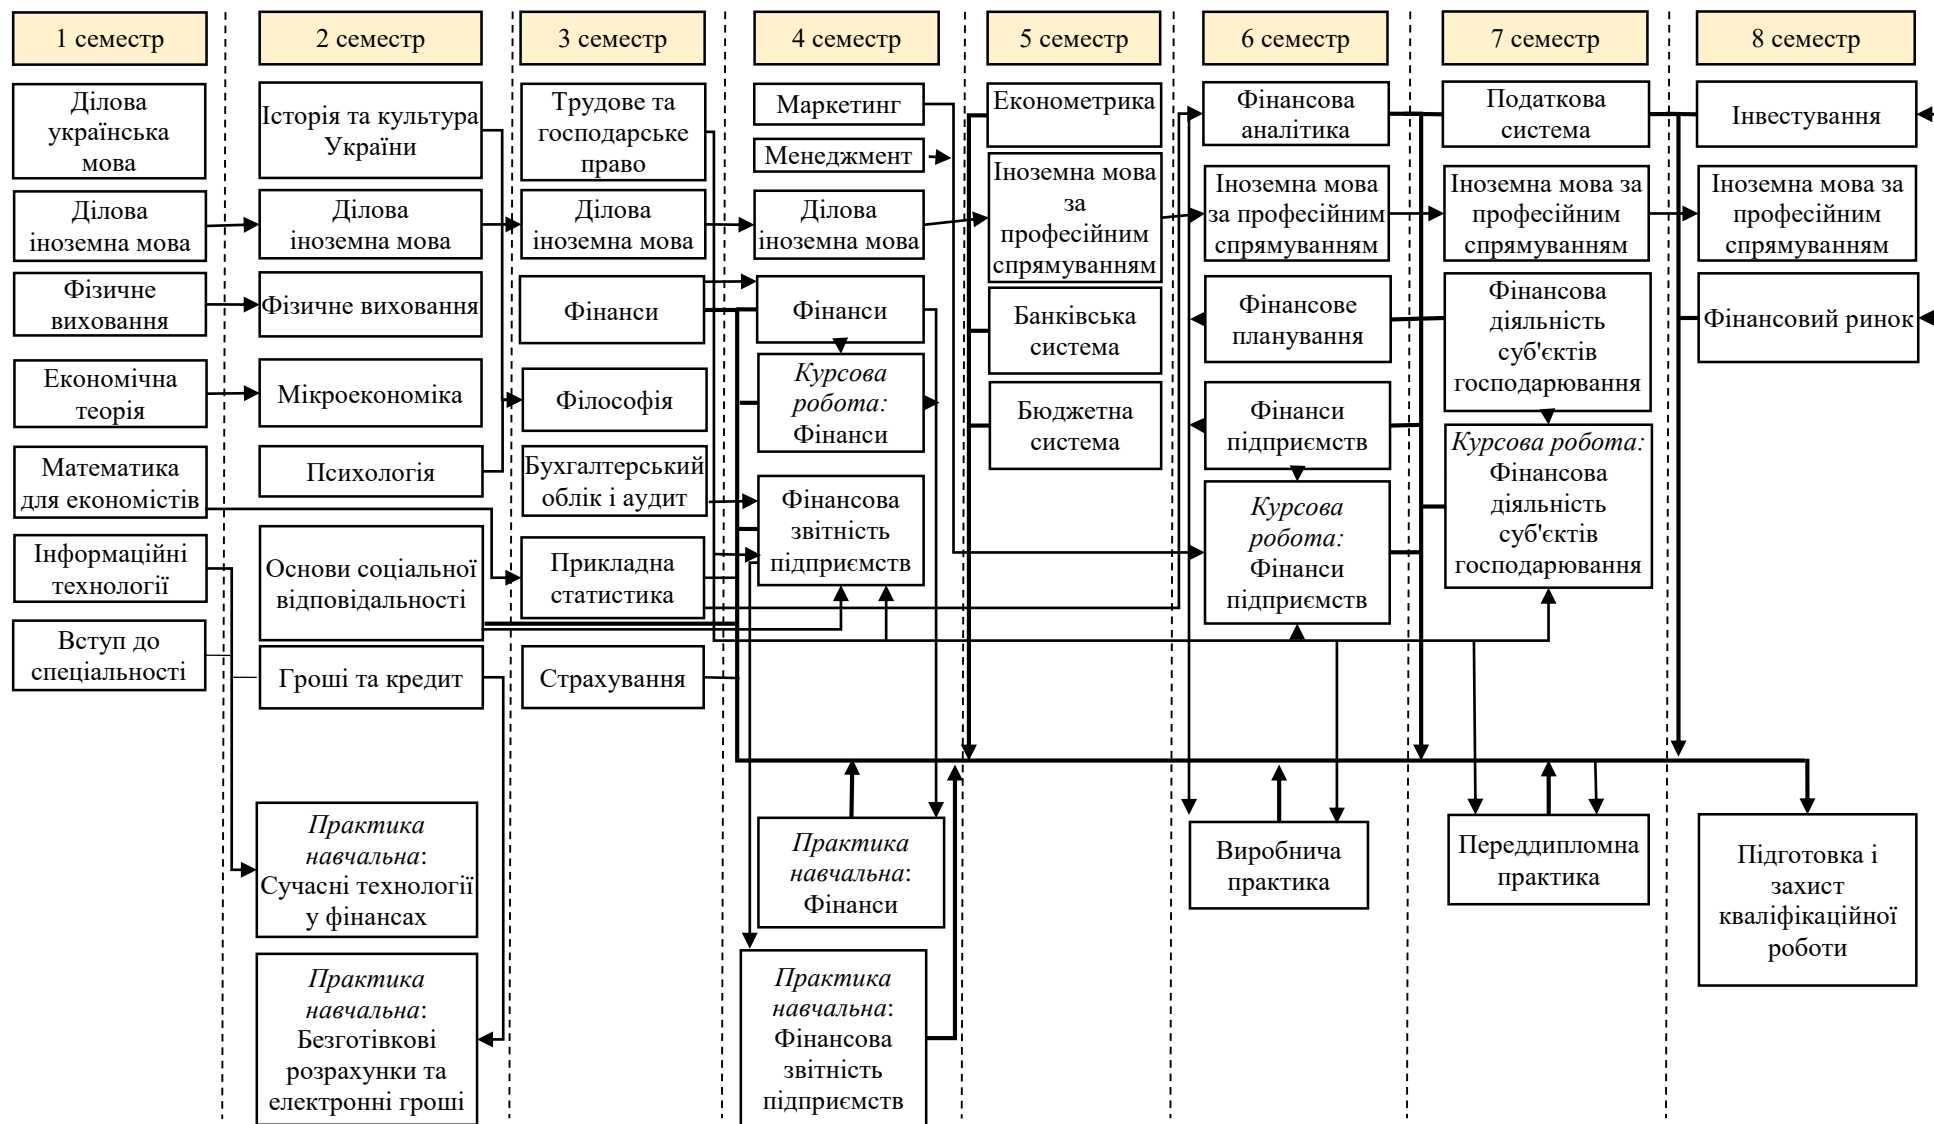 1 семестр
2 семестр
3 семестр
4 семестр
5 семестр
6 семестр
7 семестр
8 семестр
Ділова
українська
мова
Ділова
іноземна мова
Фізичне
виховання
Економічна
теорія
Математика
для економістів
Інформаційні
технології
Вступ до
спеціальності
Історія та культура
України
Ділова
іноземна мова
Фізичне виховання
Мікроекономіка
Психологія
Основи соціальної
відповідальності
Гроші та кредит
Практика
навчальна:
Сучасні технології
у фінансах
Практика
навчальна:
Безготівкові
розрахунки та
електронні гроші
Трудове та
господарське
право
Ділова
іноземна мова
Фінанси
Філософія
Бухгалтерський
облік і аудит
Прикладна
статистика
Страхування
Маркетинг
Менеджмент
Ділова
іноземна мова
Фінанси
Курсова
робота:
Фінанси
Фінансова
звітність
підприємств
Практика
навчальна:
Фінанси
Практика
навчальна:
Фінансова
звітність
підприємств
Економетрика
Іноземна мова
за
професійним
спрямуванням
Банківська
система
Бюджетна
система
Фінансова
аналітика
Іноземна мова
за професійним
спрямуванням
Фінансове
планування
Фінанси
підприємств
Курсова
робота:
Фінанси
підприємств
Виробнича
практика
Податкова
система
Іноземна мова за
професійним
спрямуванням
Фінансова
діяльність
суб'єктів
господарювання
Курсова робота:
Фінансова
діяльність
суб'єктів
господарювання
Переддипломна
практика
Інвестування
Іноземна мова за
професійним
спрямуванням
Фінансовий ринок
Підготовка і
захист
кваліфікаційної
роботи